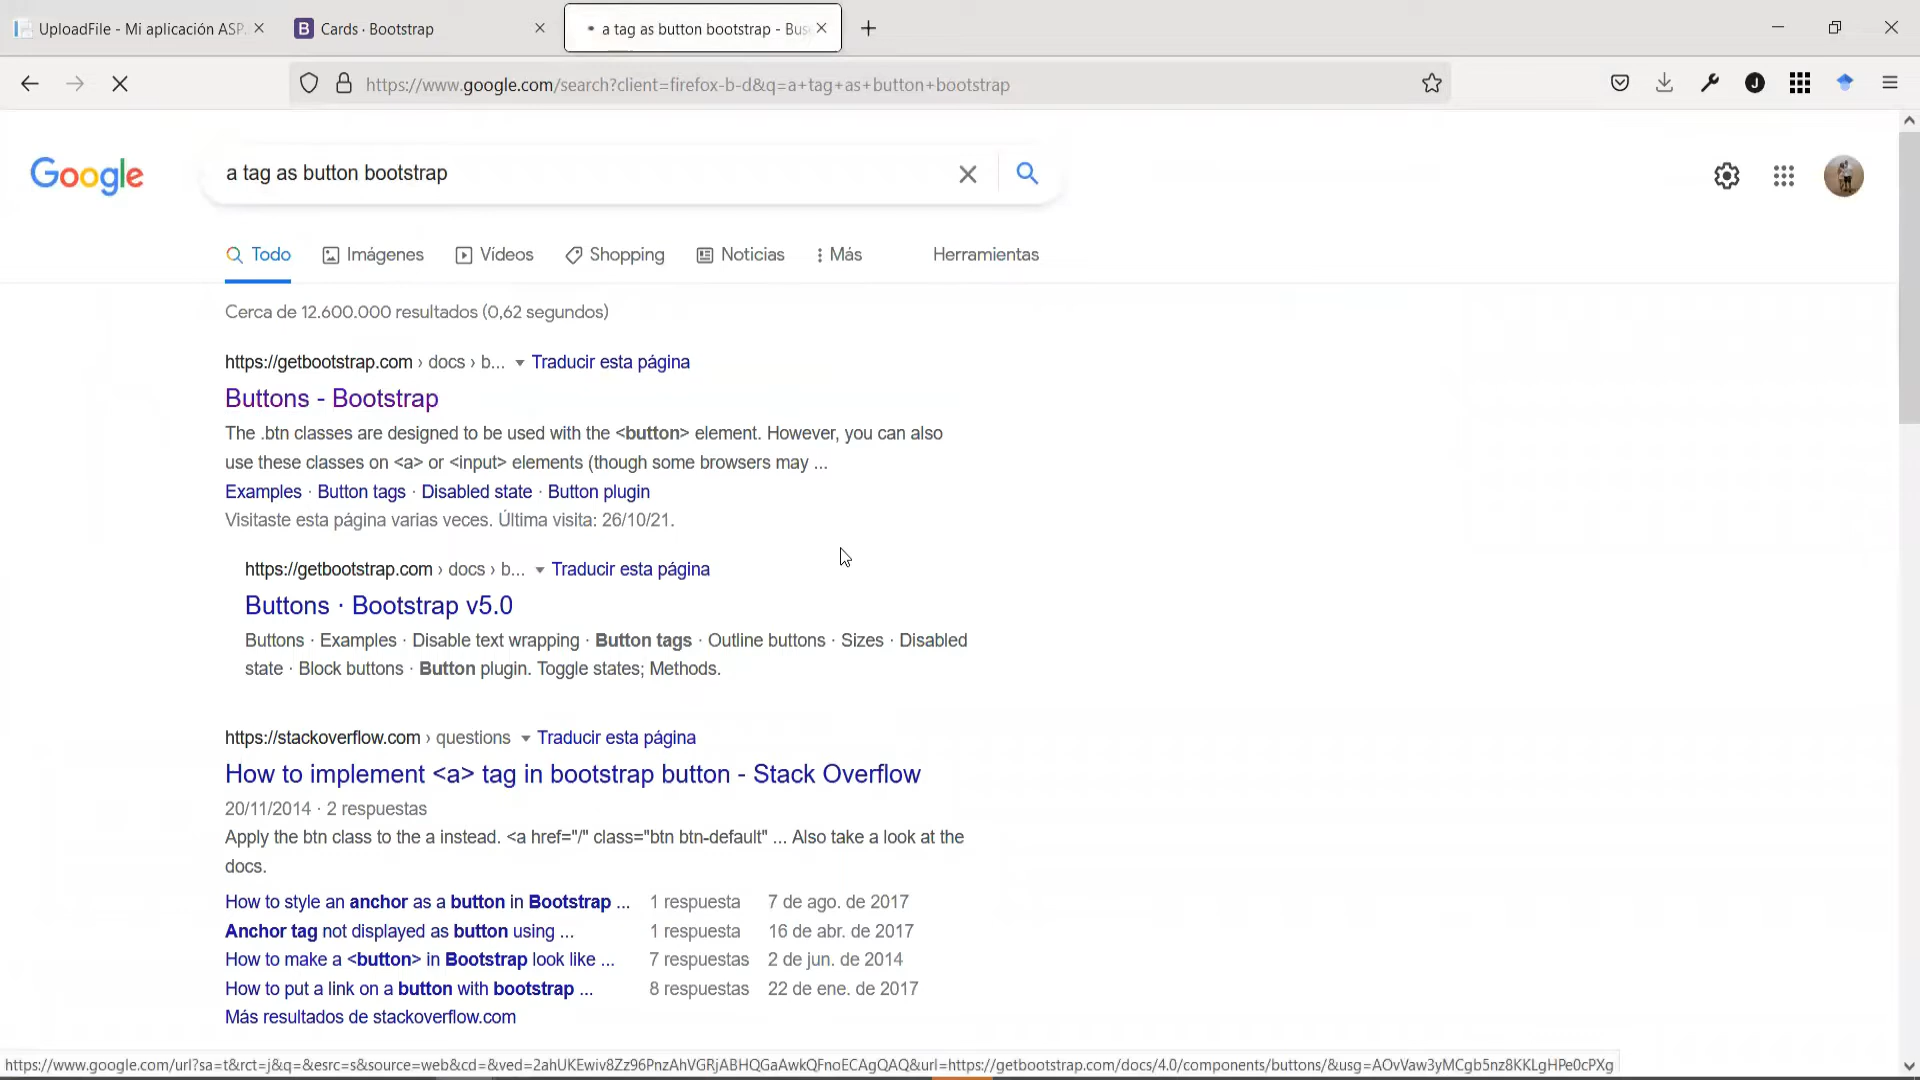 UploadFile - Mi aplicación ASP.
Cards · Bootstrap
a tag as button bootstrap - Bus
https://www.google.com/search?client=firefox-b-d&q=a+tag+as+button+bootstrap
J
Google
a tag as button bootstrap
Todo
Imágenes
Vídeos
Shopping
Noticias
Más
Herramientas
Cerca de 12.600.000 resultados (0,62 segundos)
https://getbootstrap.com › docs › b... Traducir esta página
Buttons - Bootstrap
The .btn classes are designed to be used with the <button> element. However, you can also
use these classes on <a> or <input> elements (though some browsers may ...
Examples · Button tags · Disabled state · Button plugin
Visitaste esta página varias veces. Última visita: 26/10/21.
https://getbootstrap.com › docs › b... Traducir esta página
Buttons · Bootstrap v5.0
Buttons · Examples · Disable text wrapping · Button tags · Outline buttons · Sizes · Disabled
state · Block buttons · Button plugin. Toggle states; Methods.
https://stackoverflow.com › questions Traducir esta página
How to implement <a> tag in bootstrap button - Stack Overflow
20/11/2014 · 2 respuestas
Apply the btn class to the a instead. <a href="/" class="btn btn-default" ... Also take a look at the
docs.
How to style an anchor as a button in Bootstrap ... 1 respuesta 7 de ago. de 2017
Anchor tag not displayed as button using ... 1 respuesta 16 de abr. de 2017
How to make a <button> in Bootstrap look like ... 7 respuestas 2 de jun. de 2014
How to put a link on a button with bootstrap ... 8 respuestas 22 de ene. de 2017
Más resultados de stackoverflow.com
https://www.google.com/url?sa=t&rct=j&q=&esrc=s&source=web&cd=&ved=2ahUKEwiv8Zz96PnzAhVGRjABHQGaAwkQFnoECAgQAQ&url=https://getbootstrap.com/docs/4.0/components/buttons/&usg=AOvVaw3yMCgb5nz8KKLgHPe0cPXg